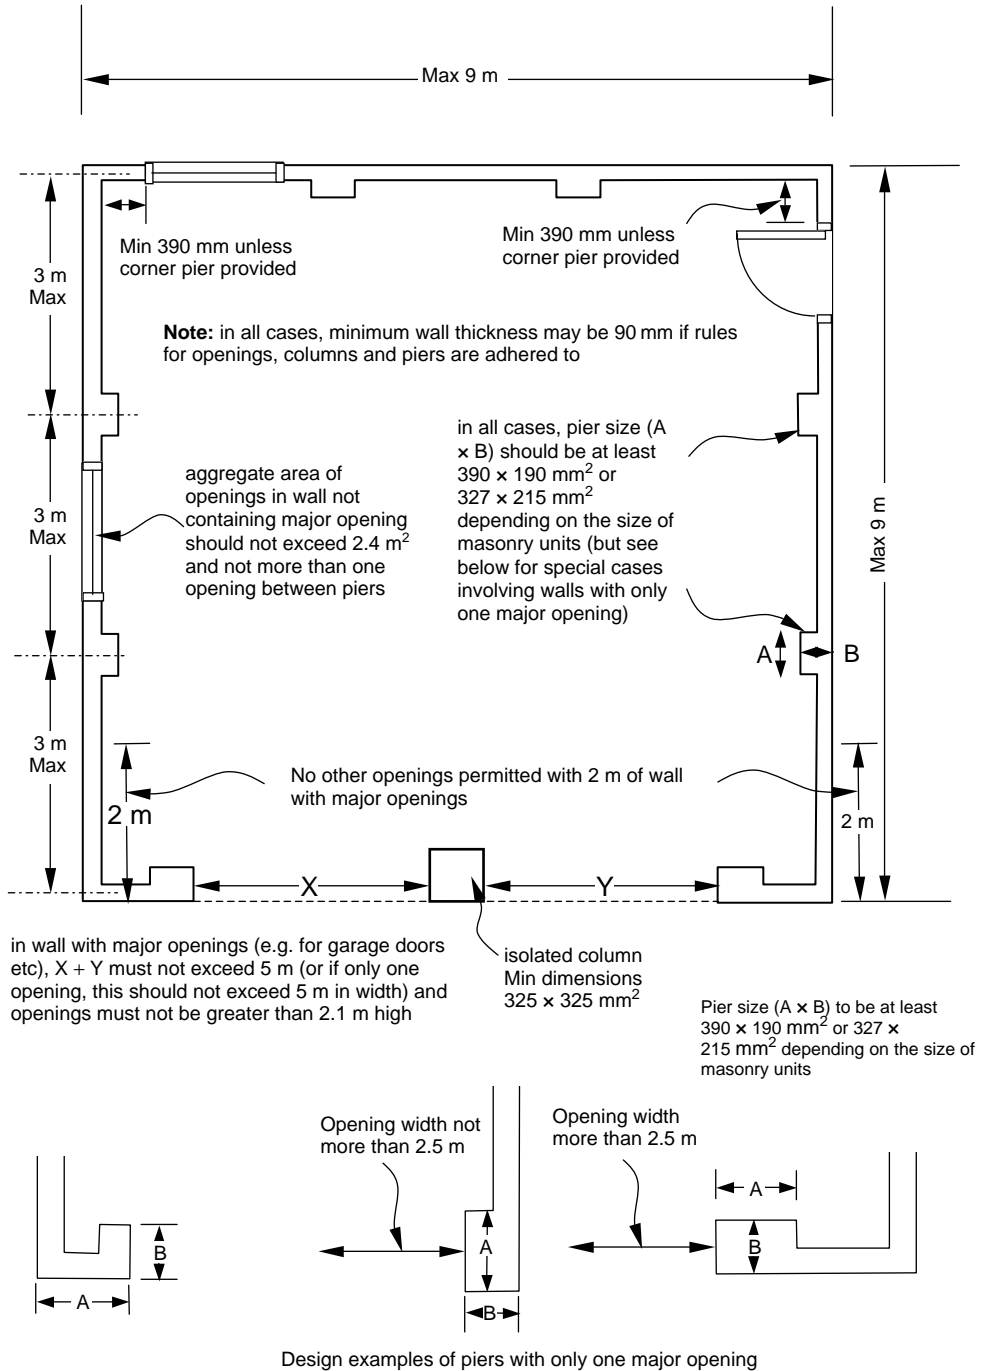 Max 9 m
Min 390 mm unless
corner pier provided
Min 390 mm unless
corner pier provided
3 m
Max
Note: in all cases, minimum wall thickness may be 90 mm if rules
for openings, columns and piers are adhered to
in all cases, pier size (A
× B) should be at least
390 × 190 mm² or
327 × 215 mm²
depending on the size of
masonry units (but see
below for special cases
involving walls with only
one major opening)
aggregate area of
openings in wall not
containing major opening
should not exceed 2.4 m²
and not more than one
opening between piers
3 m
Max
Max 9 m
A
B
3 m
Max
No other openings permitted with 2 m of wall
with major openings
2 m
2 m
X
Y
in wall with major openings (e.g. for garage doors
etc), X + Y must not exceed 5 m (or if only one
opening, this should not exceed 5 m in width) and
openings must not be greater than 2.1 m high
isolated column
Min dimensions
325 × 325 mm²
Pier size (A × B) to be at least
390 × 190 mm² or 327 ×
215 mm² depending on the size of
masonry units
Opening width not
more than 2.5 m
Opening width
more than 2.5 m
B
A
A
B
A
B
Design examples of piers with only one major opening